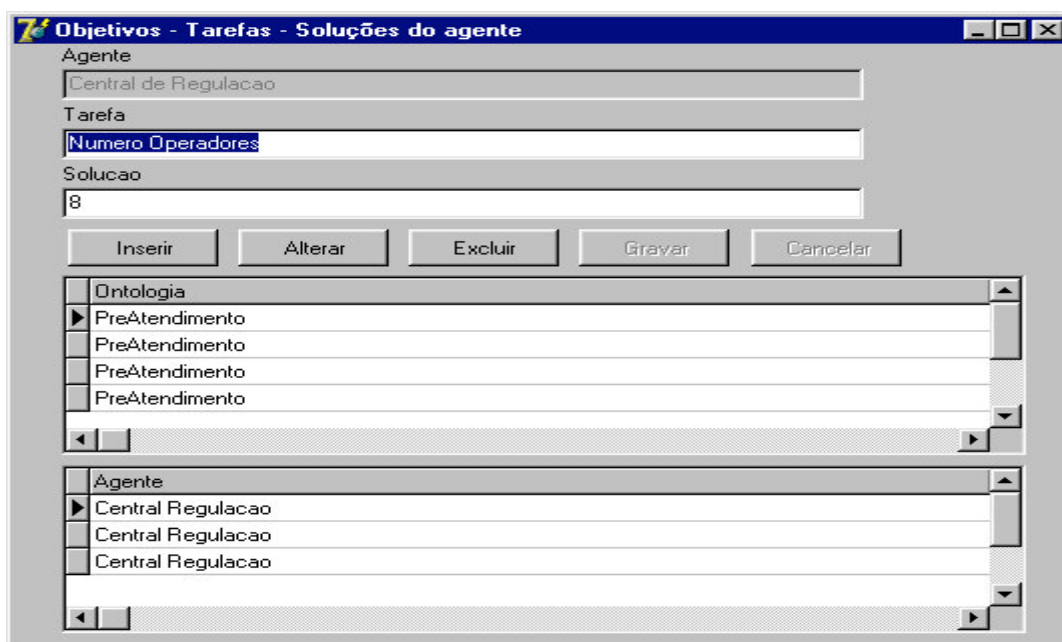 Objetivos - Tarefas - Soluções do agente
Agente
Central de Regulacao
Tarefa
Numero Operadores
Solucao
8
Inserir Alterar Excluir Gravar Cancelar
Ontologia
PreAtendimento
PreAtendimento
PreAtendimento
PreAtendimento
Agente
Central Regulacao
Central Regulacao
Central Regulacao